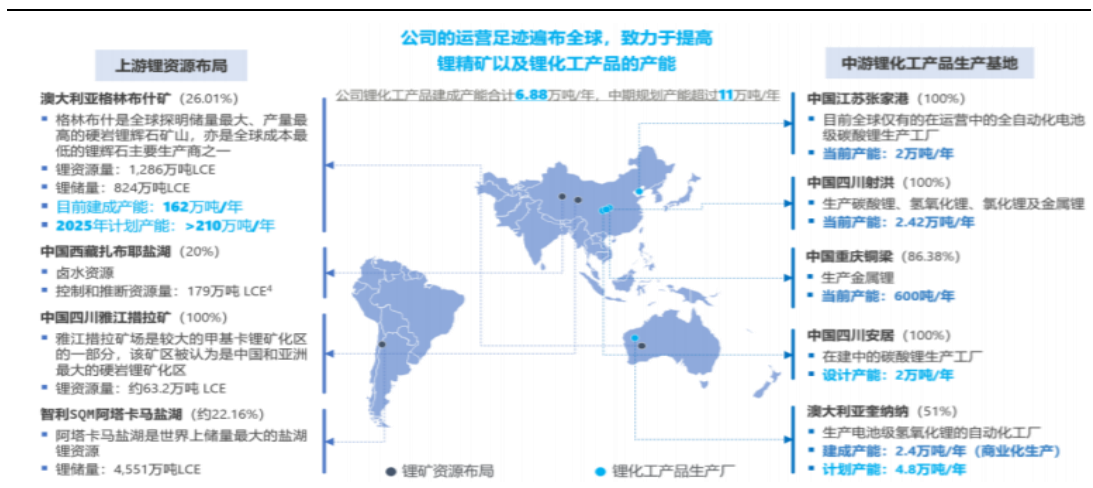 公司的运营足迹遍布全球，致力于提高
锂精矿以及锂化工产品的产能
公司锂化工产品建成产能合计6.88万吨/年，中期规划产能超过11万吨/年
上游锂资源布局
澳大利亚格林布什矿（26.01%）
▪ 格林布什是全球探明储量最大、产量最
高的硬岩锂辉石矿山，亦是全球成本最
低的锂辉石主要生产商之一
▪ 锂资源量：1,286万吨LCE
▪ 锂储量：824万吨LCE
▪ 目前建成产能：162万吨/年
▪ 2025年计划产能：>210万吨/年
中国西藏扎布耶盐湖（20%）
▪ 卤水资源
▪ 控制和推断资源量：179万吨 LCE⁴
中国四川雅江措拉矿（100%）
▪ 雅江措拉矿场是较大的甲基卡锂矿化区
的一部分，该矿区被认为是中国和亚洲
最大的硬岩锂矿化区
▪ 锂资源量：约63.2万吨 LCE
智利SQM阿塔卡马盐湖（约22.16%）
▪ 阿塔卡马盐湖是世界上储量最大的盐湖
锂资源
▪ 锂储量：4,551万吨LCE
中游锂化工产品生产基地
中国江苏张家港（100%）
▪ 目前全球仅有的在运营中的全自动化电池
级碳酸锂生产工厂
▪ 当前产能：2万吨/年
中国四川射洪（100%）
▪ 生产碳酸锂、氢氧化锂、氯化锂及金属锂
▪ 当前产能：2.42万吨/年
中国重庆铜梁（86.38%）
▪ 生产金属锂
▪ 当前产能：600吨/年
中国四川安居（100%）
▪ 在建中的碳酸锂生产工厂
▪ 设计产能：2万吨/年
澳大利亚奎纳纳（51%）
▪ 生产电池级氢氧化锂的自动化工厂
▪ 建成产能：2.4万吨/年（商业化生产）
▪ 计划产能：4.8万吨/年
锂矿资源布局
锂化工产品生产厂